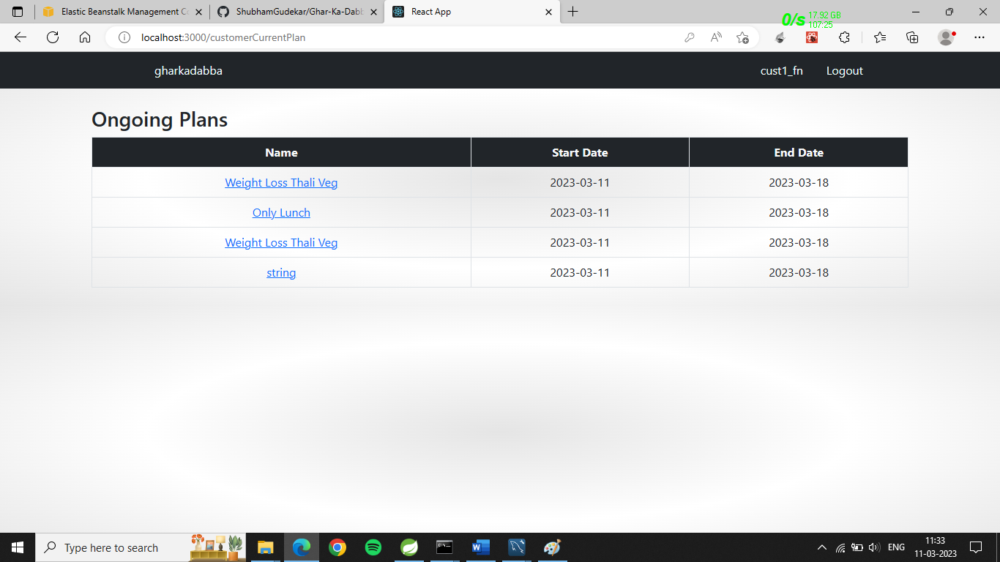 Elastic Beanstalk Management Co
ShubhamGudekar/Ghar-Ka-Dabb
React App
0/s 17.92 GB
107:25
localhost:3000/customerCurrentPlan
gharkadabba cust1_fn Logout
Ongoing Plans
Name Start Date End Date
Weight Loss Thali Veg 2023-03-11 2023-03-18
Only Lunch 2023-03-11 2023-03-18
Weight Loss Thali Veg 2023-03-11 2023-03-18
string 2023-03-11 2023-03-18
Type here to search
ENG
11:33
11-03-2023